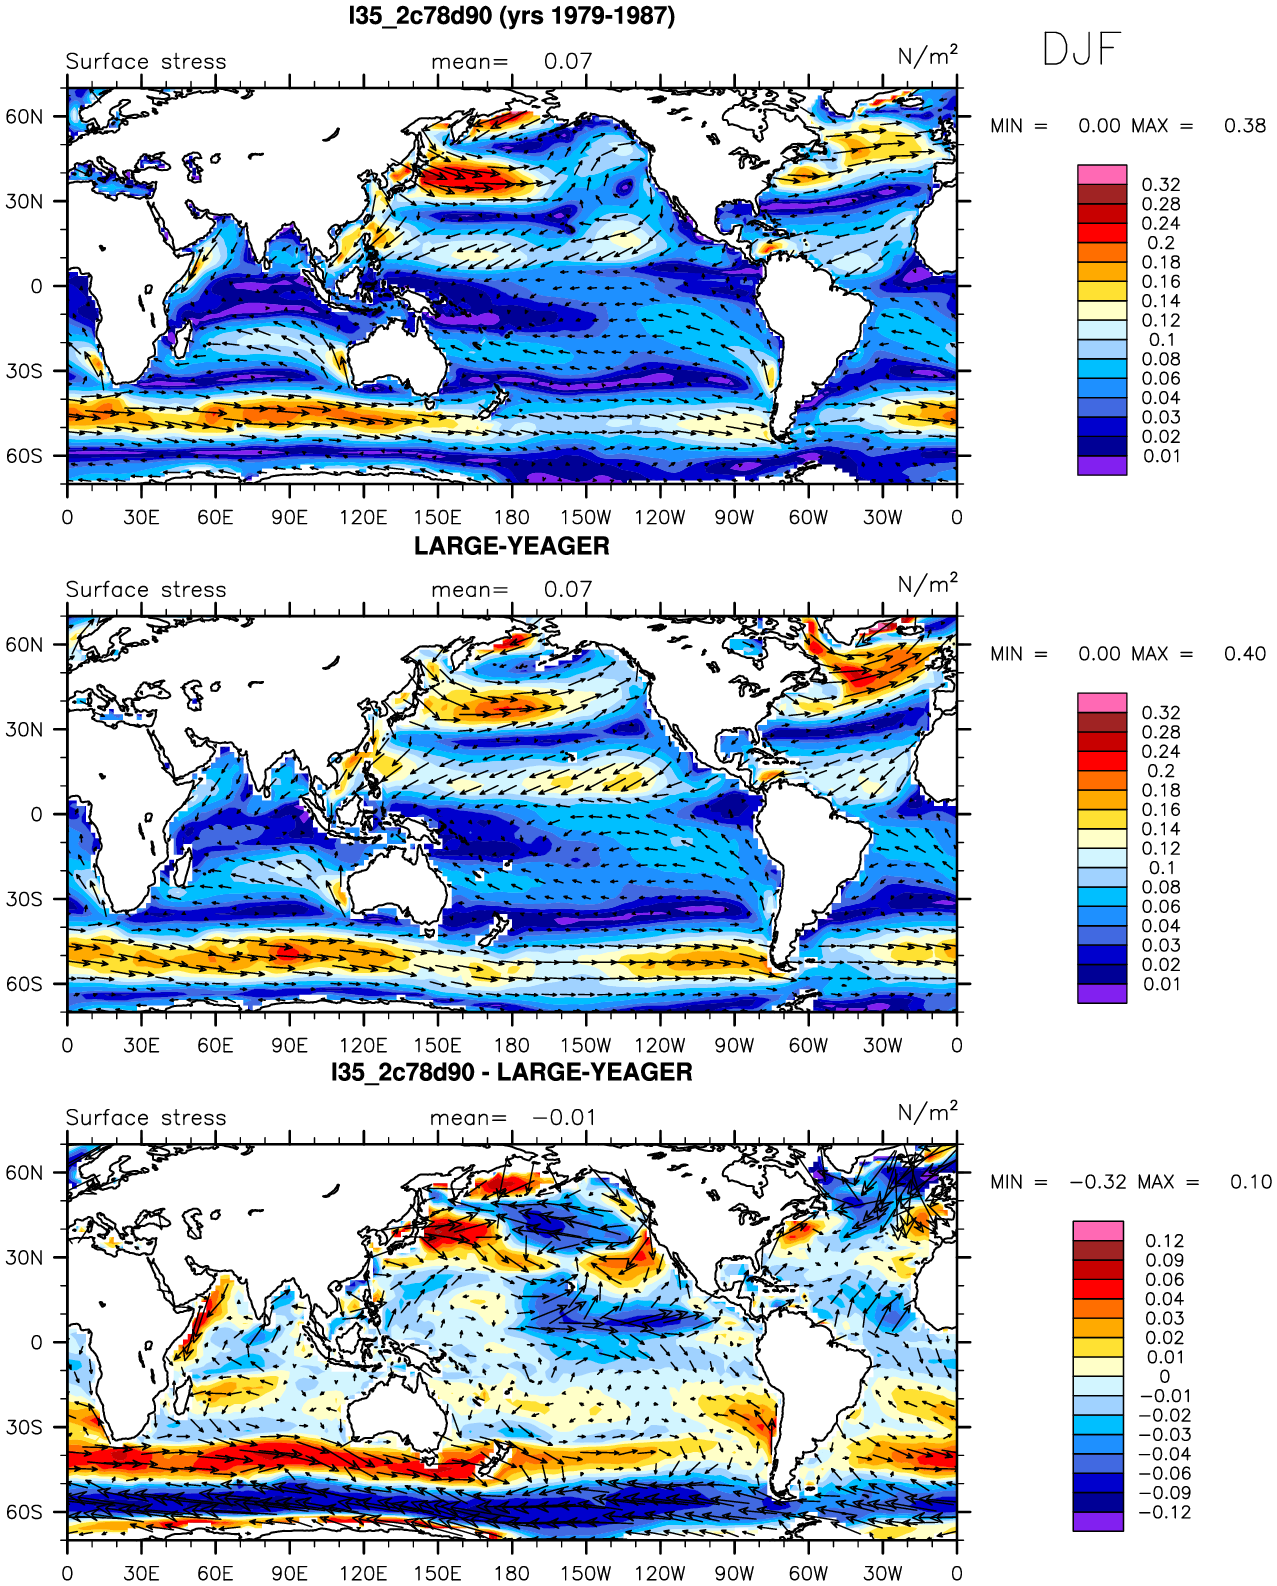 I35_2c78d90 (yrs 1979-1987)
DJF
Surface stress mean= 0.07 N/m²
MIN = 0.00 MAX = 0.38
60N
30N
0
30S
60S
0 30E 60E 90E 120E 150E 180 150W 120W 90W 60W 30W 0
0.32
0.28
0.24
0.2
0.18
0.16
0.14
0.12
0.1
0.08
0.06
0.04
0.03
0.02
0.01
LARGE-YEAGER
Surface stress mean= 0.07 N/m²
MIN = 0.00 MAX = 0.40
60N
30N
0
30S
60S
0 30E 60E 90E 120E 150E 180 150W 120W 90W 60W 30W 0
0.32
0.28
0.24
0.2
0.18
0.16
0.14
0.12
0.1
0.08
0.06
0.04
0.03
0.02
0.01
I35_2c78d90 - LARGE-YEAGER
Surface stress mean= −0.01 N/m²
MIN = −0.32 MAX = 0.10
60N
30N
0
30S
60S
0 30E 60E 90E 120E 150E 180 150W 120W 90W 60W 30W 0
0.12
0.09
0.06
0.04
0.03
0.02
0.01
0
−0.01
−0.02
−0.03
−0.04
−0.06
−0.09
−0.12